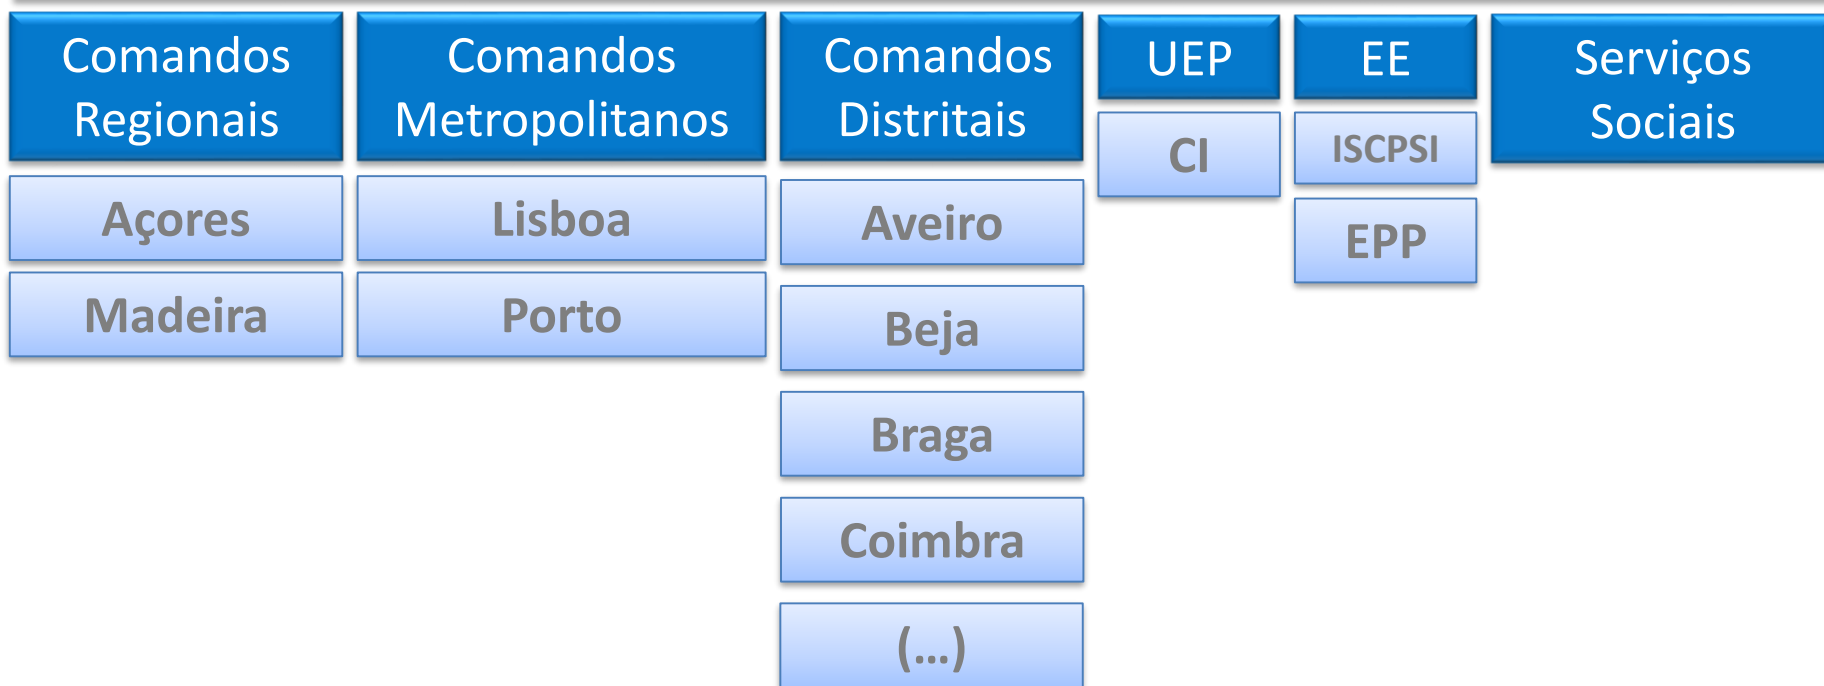 Comandos
Regionais
Açores
Madeira
Comandos
Metropolitanos
Lisboa
Porto
Comandos
Distritais
Aveiro
Beja
Braga
Coimbra
(...)
UEP
CI
EE
ISCPSI
EPP
Serviços
Sociais